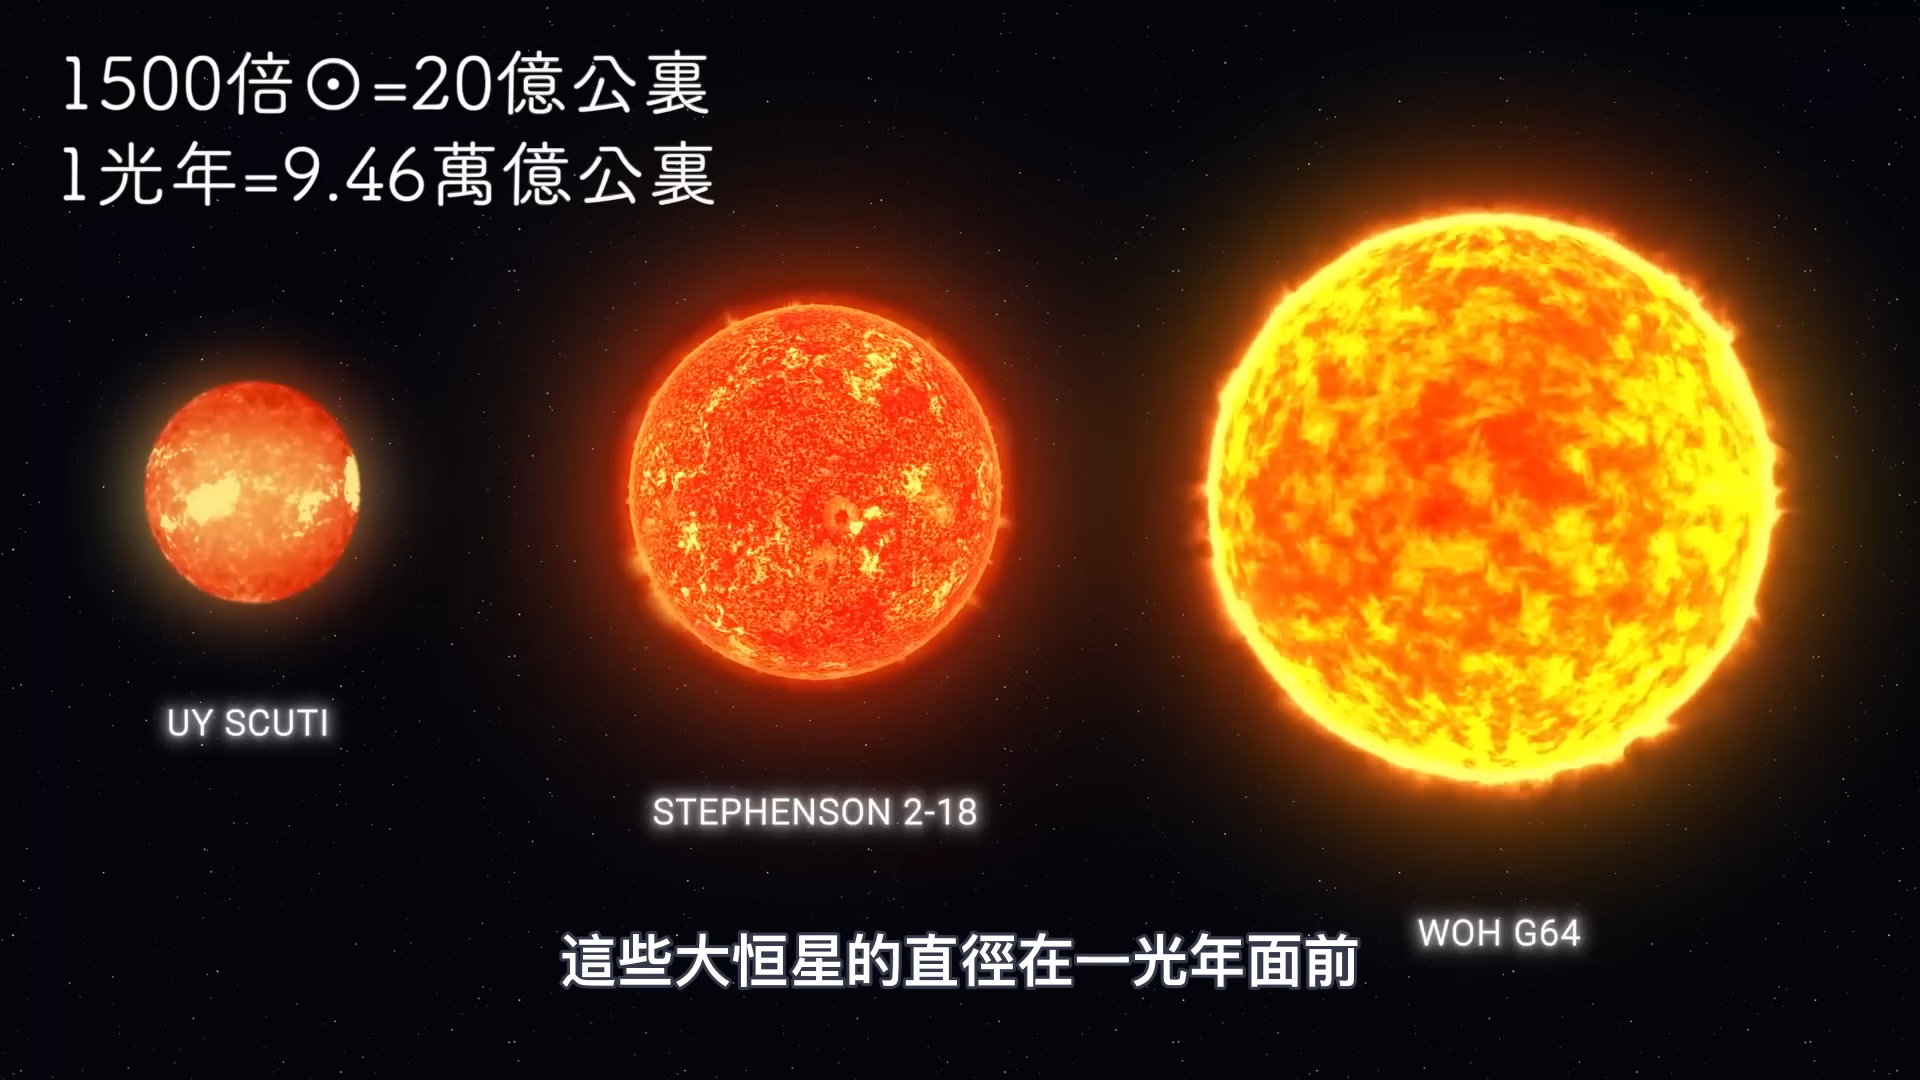 1500倍⊙=20億公裏
1光年=9.46萬億公裏
UY SCUTI
STEPHENSON 2-18
WOH G64
這些大恒星的直徑在一光年面前